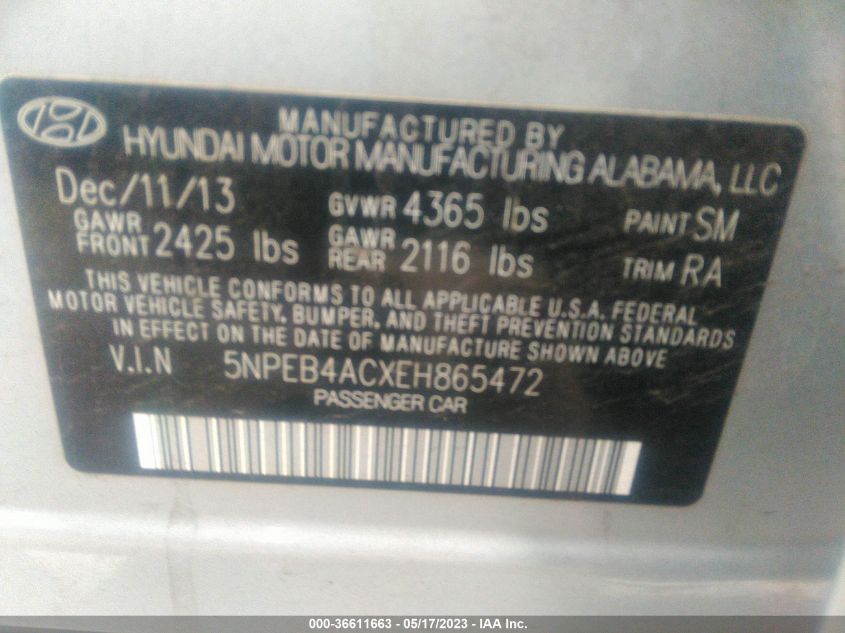 MANUFACTURED BY
HYUNDAI MOTOR MANUFACTURING ALABAMA, LLC
Dec/11/13 GVWR 4365 lbs PAINT SM
GAWR FRONT 2425 lbs GAWR REAR 2116 lbs TRIM RA
THIS VEHICLE CONFORMS TO ALL APPLICABLE U.S.A. FEDERAL
MOTOR VEHICLE SAFETY, BUMPER, AND THEFT PREVENTION STANDARDS
IN EFFECT ON THE DATE OF MANUFACTURE SHOWN ABOVE
V.I.N 5NPEB4ACXEH865472
PASSENGER CAR
000-36611663 - 05/17/2023 - IAA Inc.